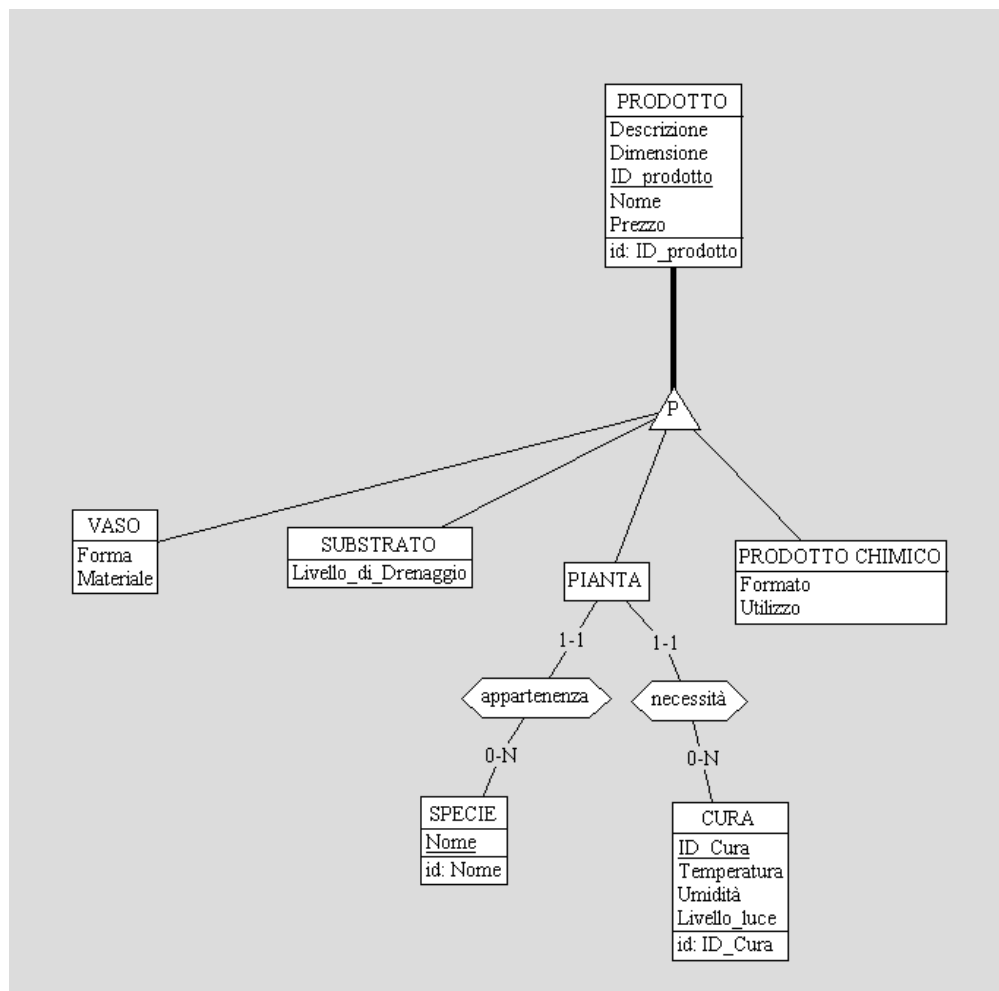 PRODOTTO
Descrizione
Dimensione
ID_prodotto
Nome
Prezzo
id: ID_prodotto
P
VASO
Forma
Materiale
SUBSTRATO
Livello_di_Drenaggio
PIANTA
PRODOTTO CHIMICO
Formato
Utilizzo
1-1
1-1
appartenenza
necessità
0-N
0-N
SPECIE
Nome
id: Nome
CURA
ID_Cura
Temperatura
Umidità
Livello_luce
id: ID_Cura